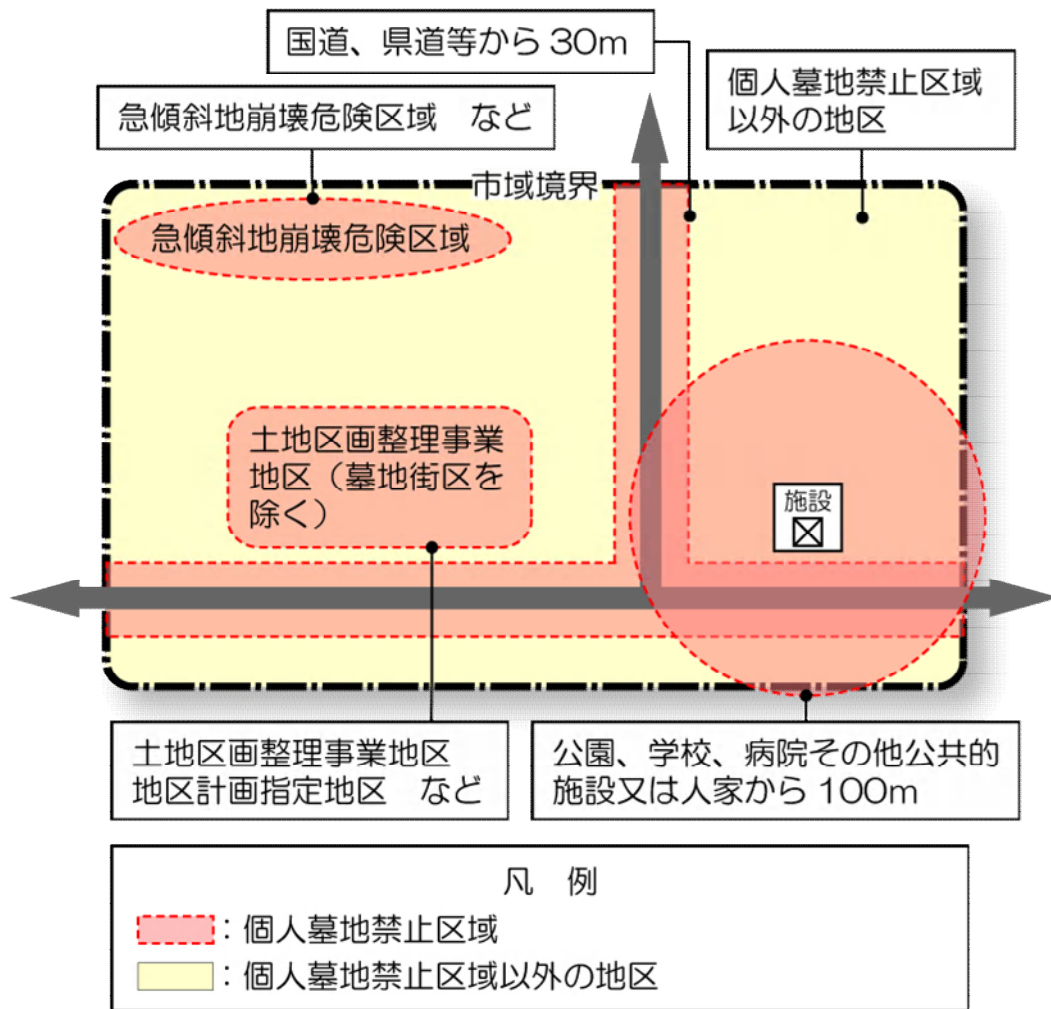 国道、県道等から 30m
個人墓地禁止区域
以外の地区
急傾斜地崩壊危険区域 など
市域境界
急傾斜地崩壊危険区域
土地区画整理事業
地区(墓地街区を
除く)
施設
土地区画整理事業地区
地区計画指定地区 など
公園、学校、病院その他公共的
施設又は人家から 100m
凡 例
:個人墓地禁止区域
:個人墓地禁止区域以外の地区